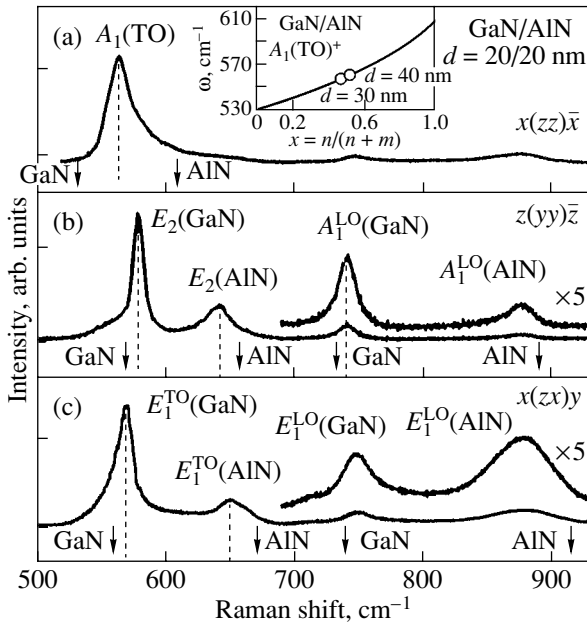 (a)
A₁(TO)
GaN/AlN
A₁(TO)⁺
d = 40 nm
d = 30 nm
ω, cm⁻¹
610
570
560
530
0
0.2
0.6
1.0
x = n/(n + m)
GaN/AlN
d = 20/20 nm
x(zz)x̄
GaN
AlN
(b)
E₂(GaN)
E₂(AlN)
A₁ᴸᴼ(GaN)
A₁ᴸᴼ(AlN)
z(yy)z̄
×5
GaN
AlN
GaN
AlN
(c)
E₁ᵀᴼ(GaN)
E₁ᵀᴼ(AlN)
E₁ᴸᴼ(GaN)
E₁ᴸᴼ(AlN)
x(zx)y
×5
GaN
AlN
GaN
AlN
Intensity, arb. units
500
600
700
800
900
Raman shift, cm⁻¹